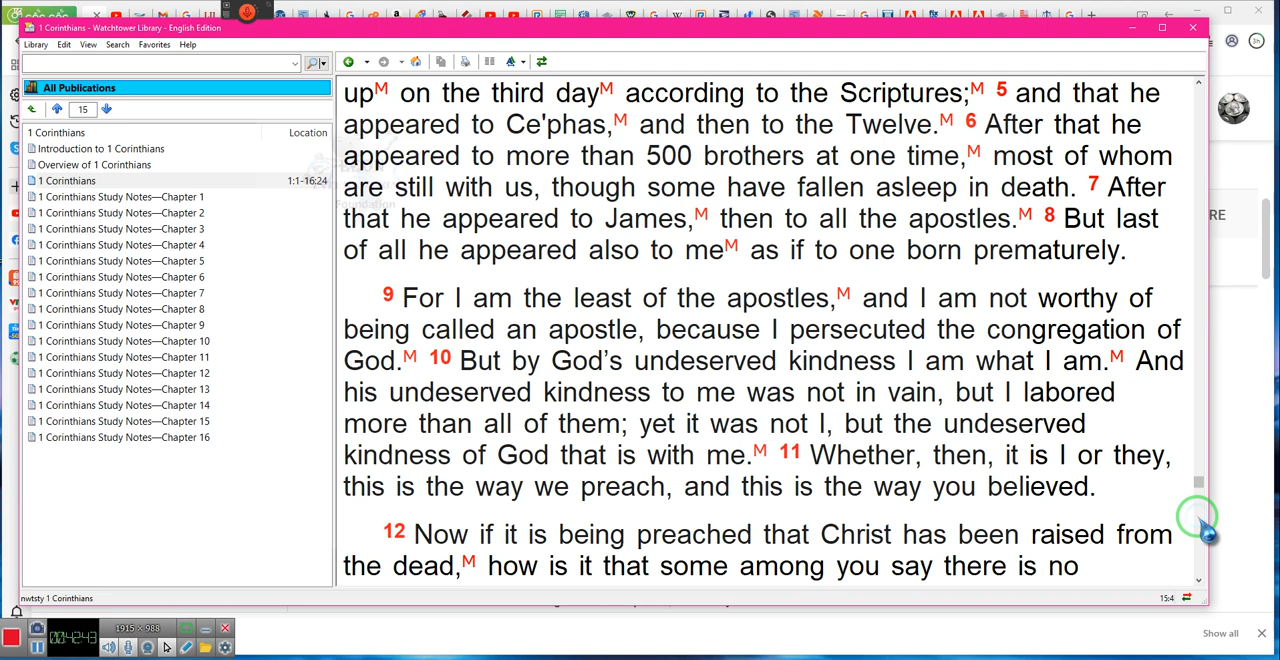 1 Corinthians - Watchtower Library - English Edition
Library Edit View Search Favorites Help
All Publications
15
1 Corinthians Location
Introduction to 1 Corinthians
Overview of 1 Corinthians
1 Corinthians 1:1-16:24
1 Corinthians Study Notes—Chapter 1
1 Corinthians Study Notes—Chapter 2
1 Corinthians Study Notes—Chapter 3
1 Corinthians Study Notes—Chapter 4
1 Corinthians Study Notes—Chapter 5
1 Corinthians Study Notes—Chapter 6
1 Corinthians Study Notes—Chapter 7
1 Corinthians Study Notes—Chapter 8
1 Corinthians Study Notes—Chapter 9
1 Corinthians Study Notes—Chapter 10
1 Corinthians Study Notes—Chapter 11
1 Corinthians Study Notes—Chapter 12
1 Corinthians Study Notes—Chapter 13
1 Corinthians Study Notes—Chapter 14
1 Corinthians Study Notes—Chapter 15
1 Corinthians Study Notes—Chapter 16
upM on the third dayM according to the Scriptures;M 5 and that he
appeared to Ce'phas,M and then to the Twelve.M 6 After that he
appeared to more than 500 brothers at one time,M most of whom
are still with us, though some have fallen asleep in death. 7 After
that he appeared to James,M then to all the apostles.M 8 But last
of all he appeared also to meM as if to one born prematurely.
9 For I am the least of the apostles,M and I am not worthy of
being called an apostle, because I persecuted the congregation of
God.M 10 But by God’s undeserved kindness I am what I am.M And
his undeserved kindness to me was not in vain, but I labored
more than all of them; yet it was not I, but the undeserved
kindness of God that is with me.M 11 Whether, then, it is I or they,
this is the way we preach, and this is the way you believed.
12 Now if it is being preached that Christ has been raised from
the dead,M how is it that some among you say there is no
Foundation
RE
nwtsty 1 Corinthians
15:4
1915 × 988
00:42:43
Show all